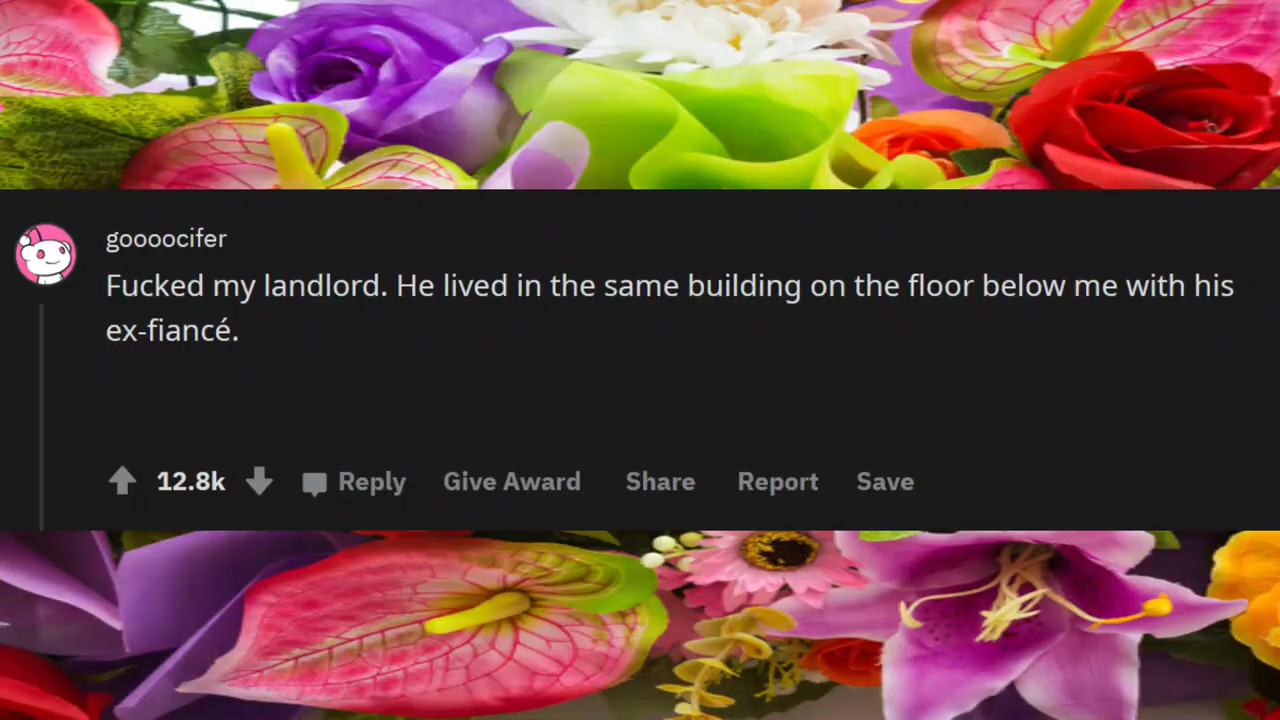 goooocifer
Fucked my landlord. He lived in the same building on the floor below me with his
ex-fiancé.
12.8k Reply Give Award Share Report Save